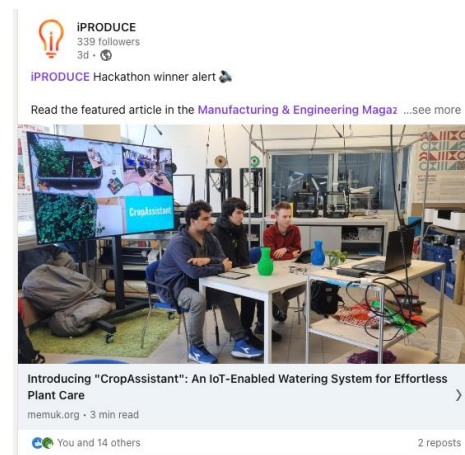 iPRODUCE
339 followers
3d •
iPRODUCE Hackathon winner alert
Read the featured article in the Manufacturing & Engineering Magaz ...see more
CropAssistant
Introducing "CropAssistant": An IoT-Enabled Watering System for Effortless
Plant Care
memuk.org • 3 min read
You and 14 others
2 reposts